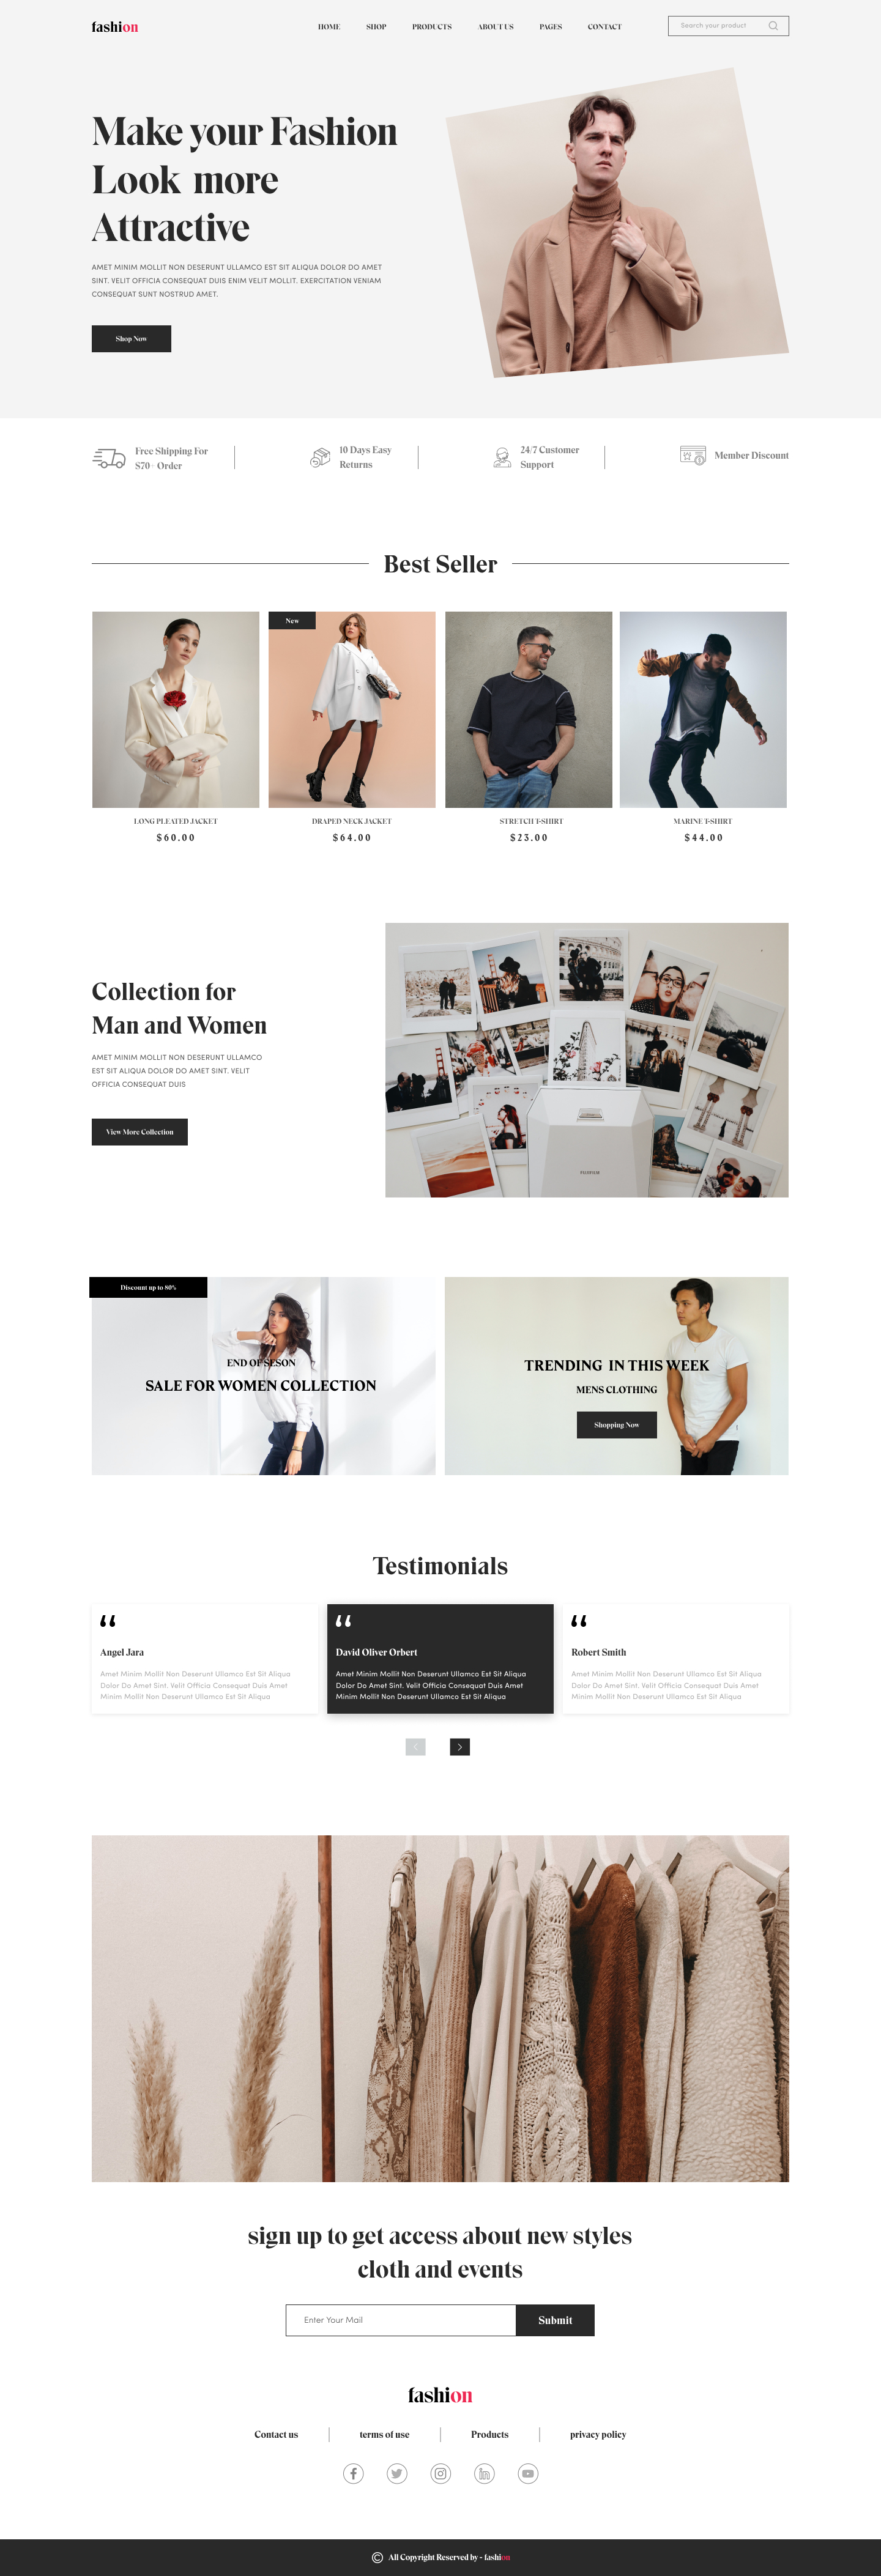 fashion
HOME SHOP PRODUCTS ABOUT US PAGES CONTACT
Search your product
Make your Fashion
Look more
Attractive
AMET MINIM MOLLIT NON DESERUNT ULLAMCO EST SIT ALIQUA DOLOR DO AMET
SINT. VELIT OFFICIA CONSEQUAT DUIS ENIM VELIT MOLLIT. EXERCITATION VENIAM
CONSEQUAT SUNT NOSTRUD AMET.
Shop Now
Free Shipping For
$70+ Order
10 Days Easy
Returns
24/7 Customer
Support
Member Discount
Best Seller
New
LONG PLEATED JACKET
$60.00
DRAPED NECK JACKET
$64.00
STRETCH T-SHIRT
$23.00
MARINE T-SHIRT
$44.00
Collection for
Man and Women
AMET MINIM MOLLIT NON DESERUNT ULLAMCO
EST SIT ALIQUA DOLOR DO AMET SINT. VELIT
OFFICIA CONSEQUAT DUIS
View More Collection
Discount up to 80%
END OF SESON
SALE FOR WOMEN COLLECTION
TRENDING IN THIS WEEK
MENS CLOTHING
Shopping Now
Testimonials
Angel Jara
Amet Minim Mollit Non Deserunt Ullamco Est Sit Aliqua
Dolor Do Amet Sint. Velit Officia Consequat Duis Amet
Minim Mollit Non Deserunt Ullamco Est Sit Aliqua
David Oliver Orbert
Amet Minim Mollit Non Deserunt Ullamco Est Sit Aliqua
Dolor Do Amet Sint. Velit Officia Consequat Duis Amet
Minim Mollit Non Deserunt Ullamco Est Sit Aliqua
Robert Smith
Amet Minim Mollit Non Deserunt Ullamco Est Sit Aliqua
Dolor Do Amet Sint. Velit Officia Consequat Duis Amet
Minim Mollit Non Deserunt Ullamco Est Sit Aliqua
sign up to get access about new styles
cloth and events
Enter Your Mail
Submit
fashion
Contact us
terms of use
Products
privacy policy
© All Copyright Reserved by - fashion